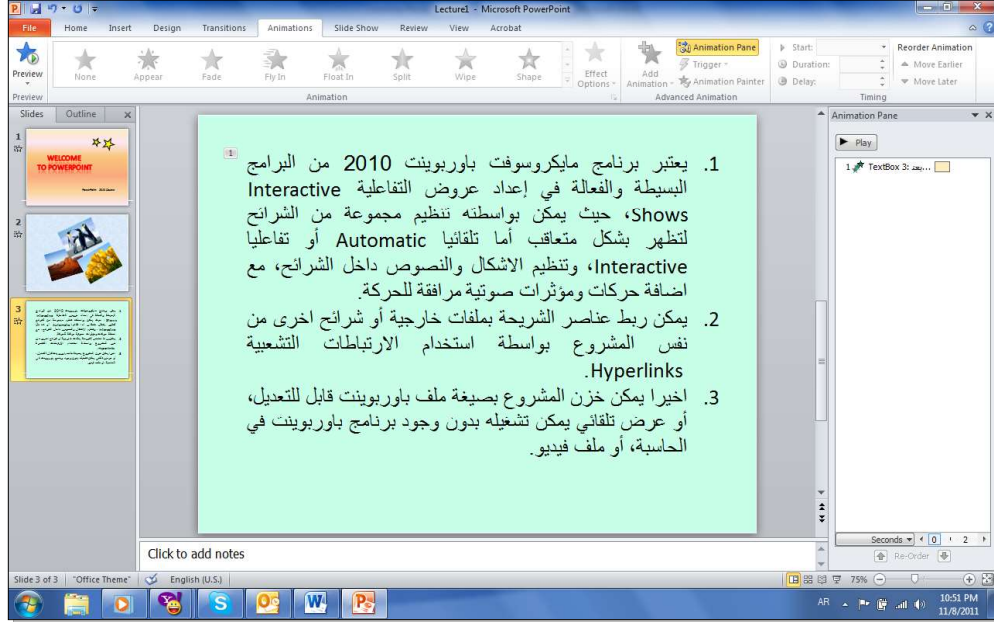 Lecture1 - Microsoft PowerPoint
File Home Insert Design Transitions Animations Slide Show Review View Acrobat
Preview
None Appear Fade Fly In Float In Split Wipe Shape
Effect Options
Add Animation
Animation Pane
Trigger
Animation Painter
Start:
Duration:
Delay:
Reorder Animation
Move Earlier
Move Later
Preview Animation Advanced Animation Timing
Slides Outline
1
WELCOME
TO POWERPOINT
2
3
1
1. يعتبر برنامج مايكروسوفت باوربوينت 2010 من البرامج
البسيطة والفعالة في إعداد عروض التفاعلية Interactive
Shows، حيث يمكن بواسطته تنظيم مجموعة من الشرائح
لتظهر بشكل متعاقب أما تلقائيا Automatic أو تفاعليا
Interactive، وتنظيم الاشكال والنصوص داخل الشرائح، مع
اضافة حركات ومؤثرات صوتية مرافقة للحركة.
2. يمكن ربط عناصر الشريحة بملفات خارجية أو شرائح اخرى من
نفس المشروع بواسطة استخدام الارتباطات التشعبية
Hyperlinks.
3. اخيرا يمكن خزن المشروع بصيغة ملف باوربوينت قابل للتعديل،
أو عرض تلقائي يمكن تشغيله بدون وجود برنامج باوربوينت في
الحاسبة، أو ملف فيديو.
Animation Pane
Play
1 TextBox 3:
Seconds 0 2
Re-Order
Click to add notes
Slide 3 of 3 "Office Theme" English (U.S.) 75%
AR
10:51 PM
11/8/2011